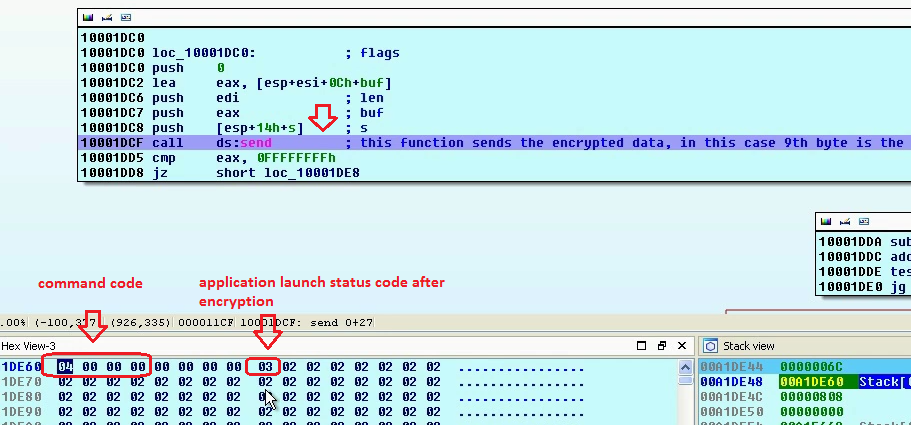 10001DC0
10001DC0 loc_10001DC0: ; flags
10001DC0 push 0
10001DC2 lea eax, [esp+esi+0Ch+buf]
10001DC6 push edi ; len
10001DC7 push eax ; buf
10001DC8 push [esp+14h+s] ; s
10001DCF call ds:send ; this function sends the encrypted data, in this case 9th byte is the
10001DD5 cmp eax, 0FFFFFFFFh
10001DD8 jz short loc_10001DE8
10001DDA sub
10001DDC add
10001DDE tes
10001DE0 jg
command code
application launch status code after
encryption
.00% (-100,377) (926,335) 000011CF 10001DCF: send 0+27
Hex View-3
Stack view
1DE60 04 00 00 00 00 00 00 00 03 02 02 02 02 02 02 02 ................
1DE70 02 02 02 02 02 02 02 02 02 02 02 02 02 02 02 02 ................
1DE80 02 02 02 02 02 02 02 02 02 02 02 02 02 02 02 ................
1DE90 02 02 02 02 02 02 02 02 02 02 02 02 02 02 02 ................
00A1DE44 0000006C
00A1DE48 00A1DE60 Stack[
00A1DE4C 00000808
00A1DE50 00000000